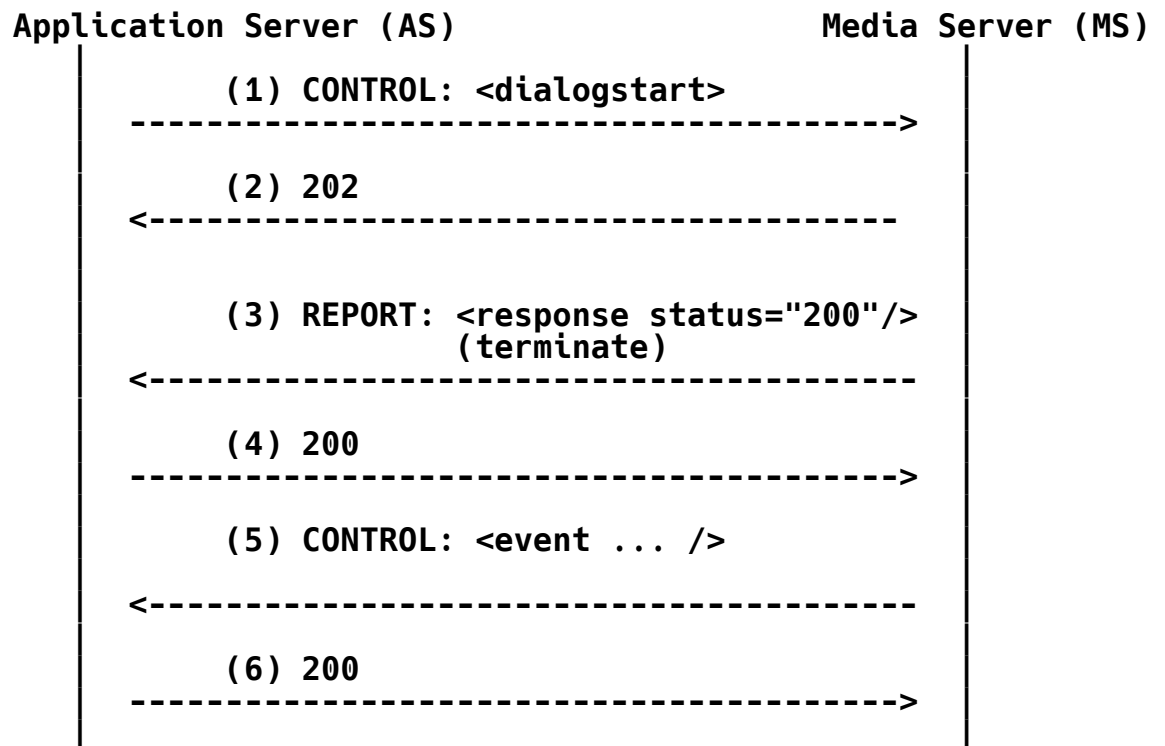 Application Server (AS) Media Server (MS)
(1) CONTROL: <dialogstart>
---------------------------------------->
(2) 202
<---------------------------------------
(3) REPORT: <response status="200"/>
(terminate)
<----------------------------------------
(4) 200
---------------------------------------->
(5) CONTROL: <event ... />
<----------------------------------------
(6) 200
---------------------------------------->